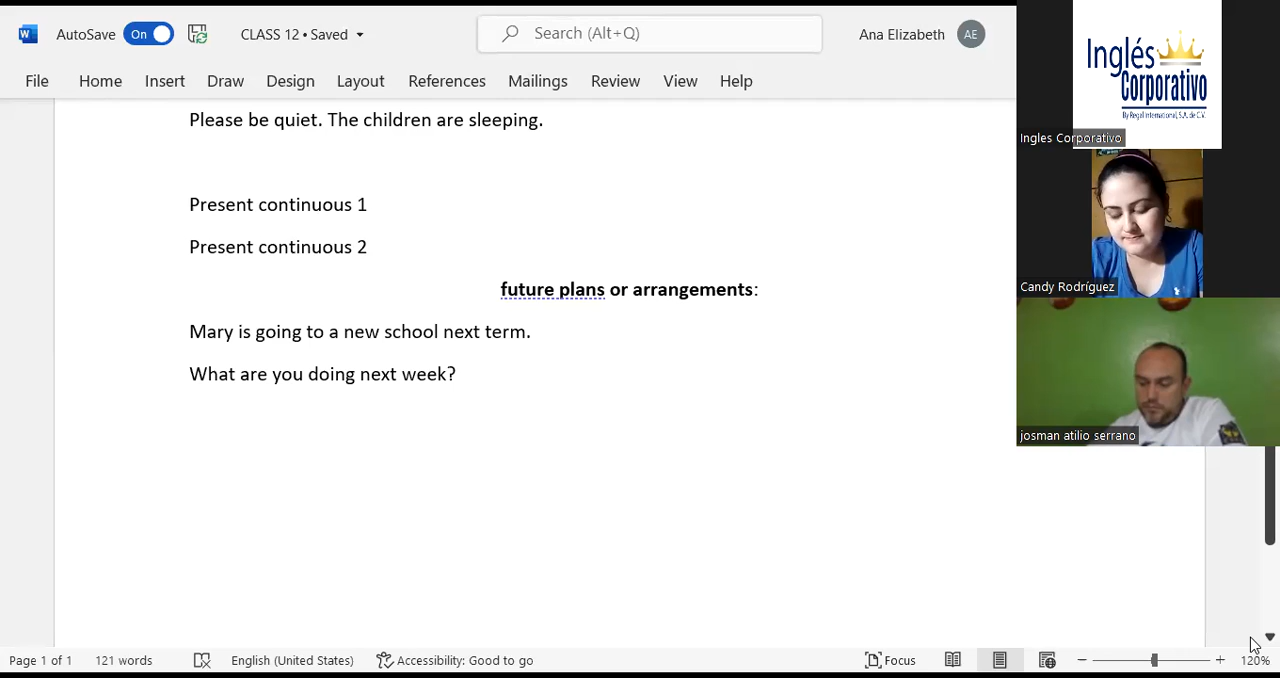 AutoSave On CLASS 12 • Saved Search (Alt+Q) Ana Elizabeth AE
File Home Insert Draw Design Layout References Mailings Review View Help
Please be quiet. The children are sleeping.
Present continuous 1
Present continuous 2
future plans or arrangements:
Mary is going to a new school next term.
What are you doing next week?
Page 1 of 1 121 words English (United States) Accessibility: Good to go Focus 120%
Inglés
Corporativo
By Regal International, S.A. de C.V.
Ingles Corporativo
Candy Rodríguez
josman atilio serrano